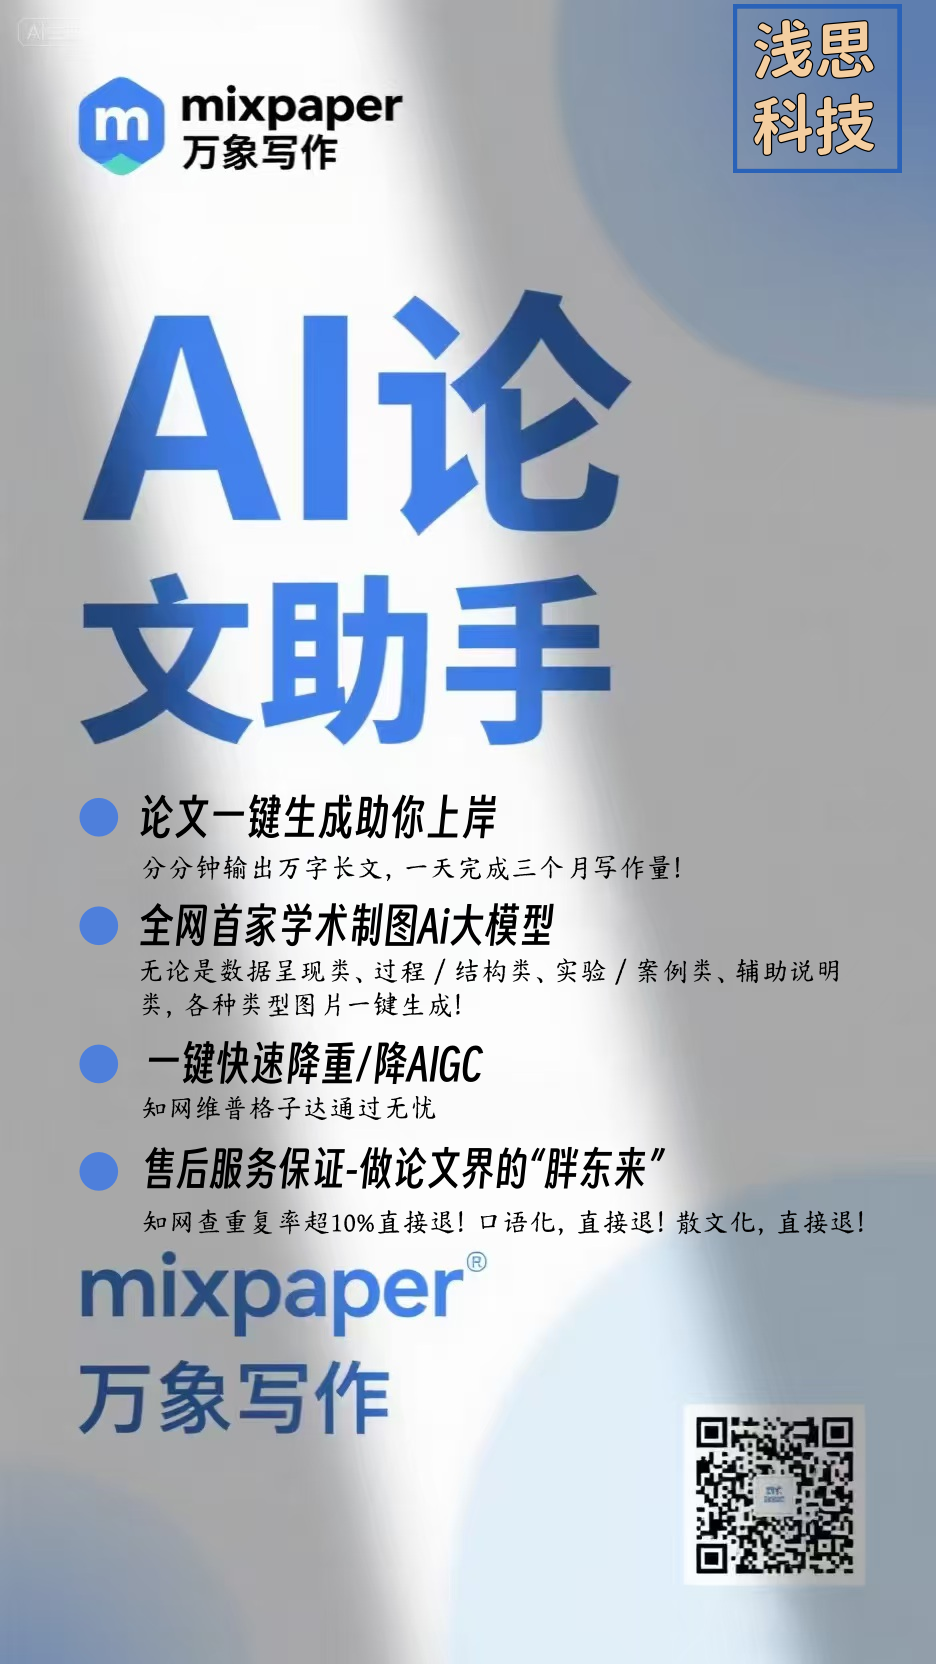 浅思
科技
mixpaper
万象写作
AI论
文助手
论文一键生成助你上岸
分分钟输出万字长文，一天完成三个月写作量！
全网首家学术制图Ai大模型
无论是数据呈现类、过程/结构类、实验/案例类、辅助说明
类，各种类型图片一键生成！
一键快速降重/降AIGC
知网维普格子达通过无忧
售后服务保证-做论文界的“胖东来”
知网查重复率超10%直接退！口语化，直接退！散文化，直接退！
mixpaper®
万象写作